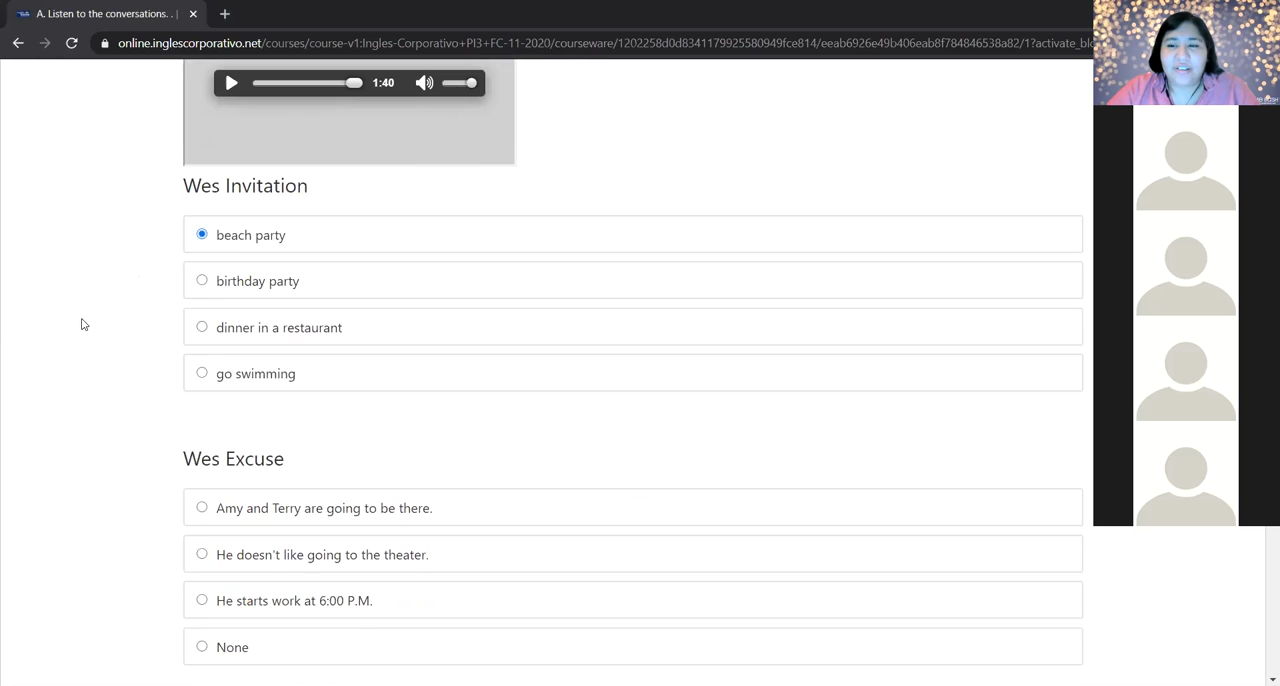 A. Listen to the conversations. . |
online.inglescorporativo.net/courses/course-v1:Ingles-Corporativo+PI3+FC-11-2020/courseware/1202258d0d8341179925580949fce814/eeab6926e49b406eab8f784846538a82/1?activate_blo
1:40
Wes Invitation
beach party
birthday party
dinner in a restaurant
go swimming
Wes Excuse
Amy and Terry are going to be there.
He doesn't like going to the theater.
He starts work at 6:00 P.M.
None